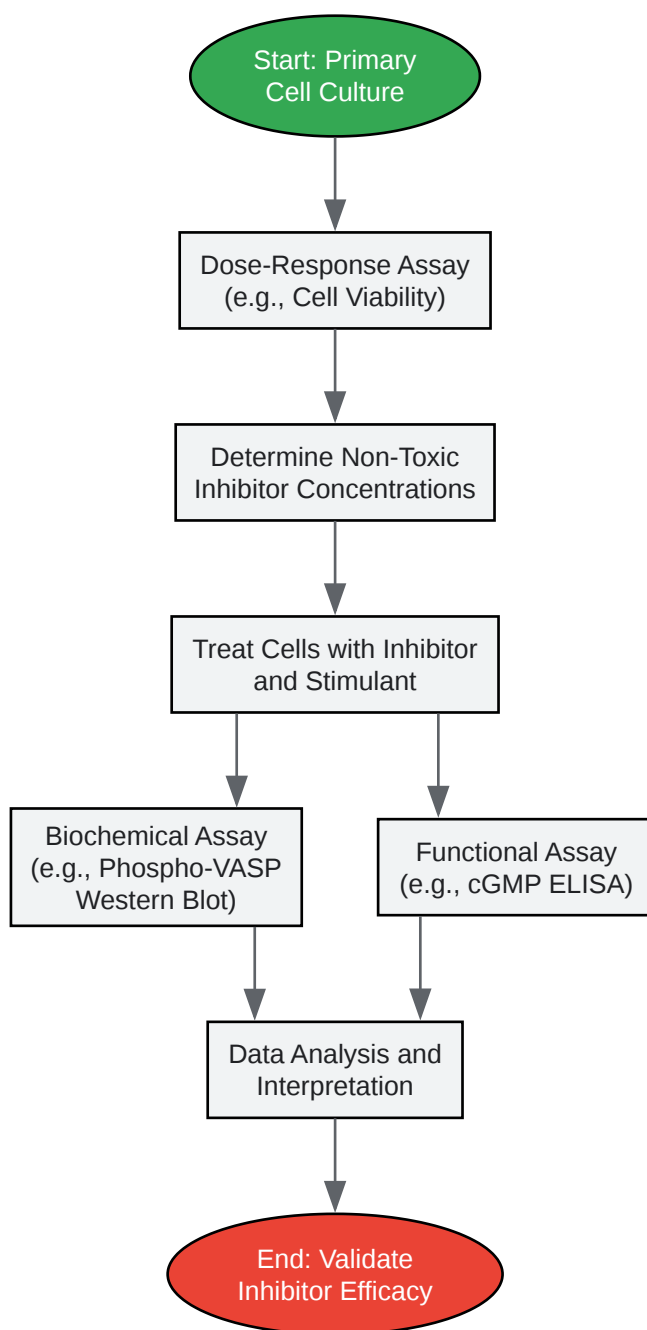 Start: Primary
Cell Culture
Dose-Response Assay
(e.g., Cell Viability)
Determine Non-Toxic
Inhibitor Concentrations
Treat Cells with Inhibitor
and Stimulant
Biochemical Assay
(e.g., Phospho-VASP
Western Blot)
Functional Assay
(e.g., cGMP ELISA)
Data Analysis and
Interpretation
End: Validate
Inhibitor Efficacy